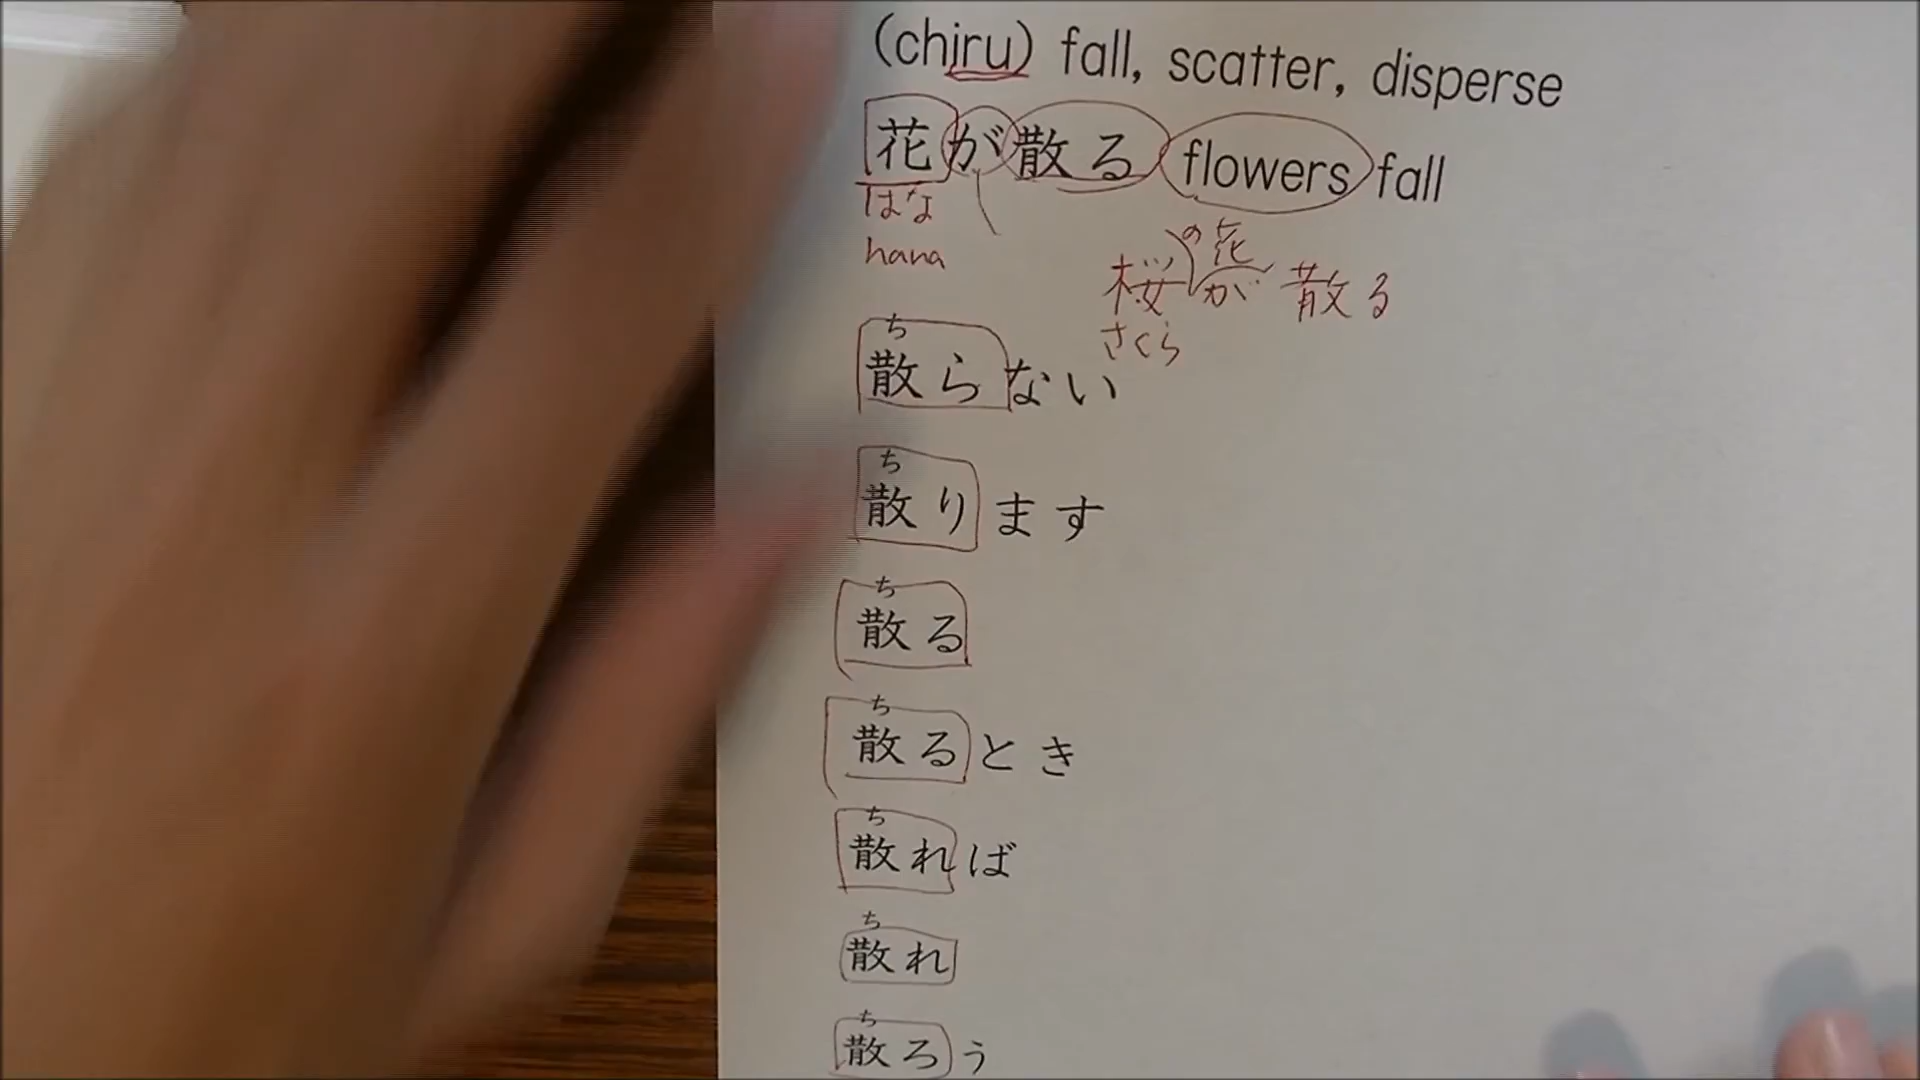 (chiru) fall, scatter, disperse
花が散る flowers fall
はな
hana
の花
桜が散る
さくら
ち
散らない
ち
散ります
ち
散る
ち
散るとき
ち
散れば
ち
散れ
ち
散ろう